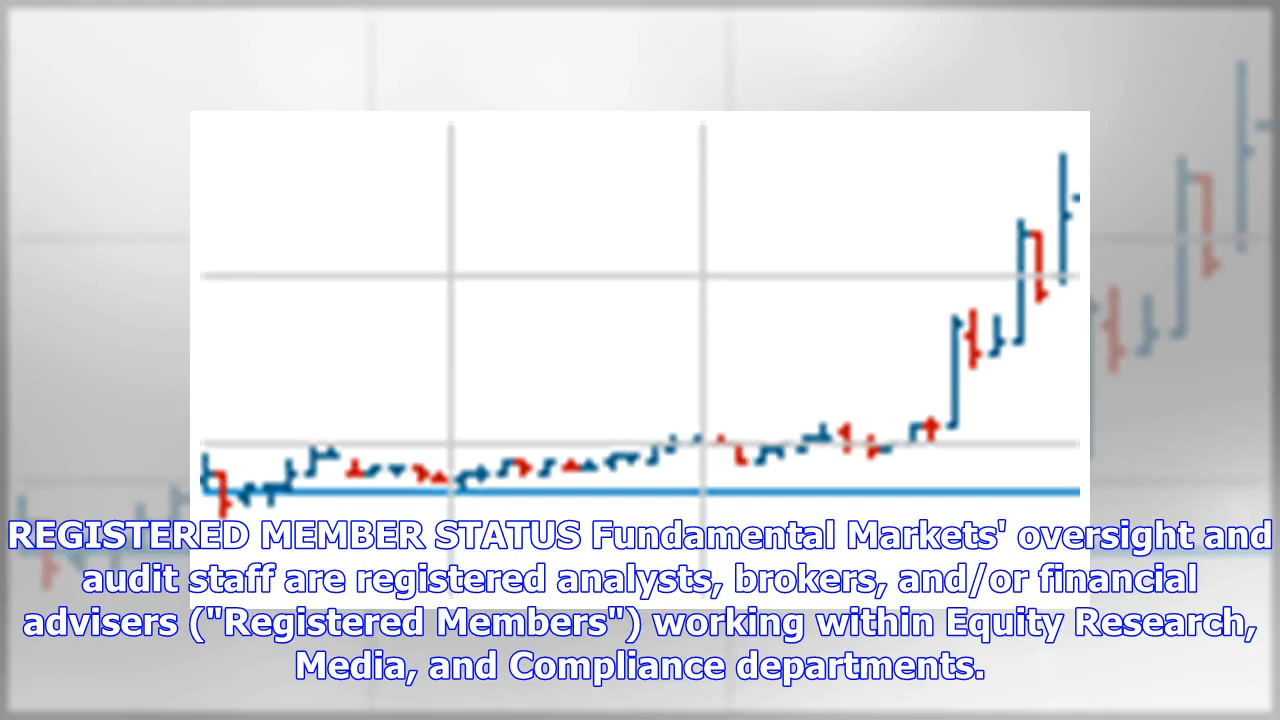 REGISTERED MEMBER STATUS Fundamental Markets' oversight and
audit staff are registered analysts, brokers, and/or financial
advisers ("Registered Members") working within Equity Research,
Media, and Compliance departments.